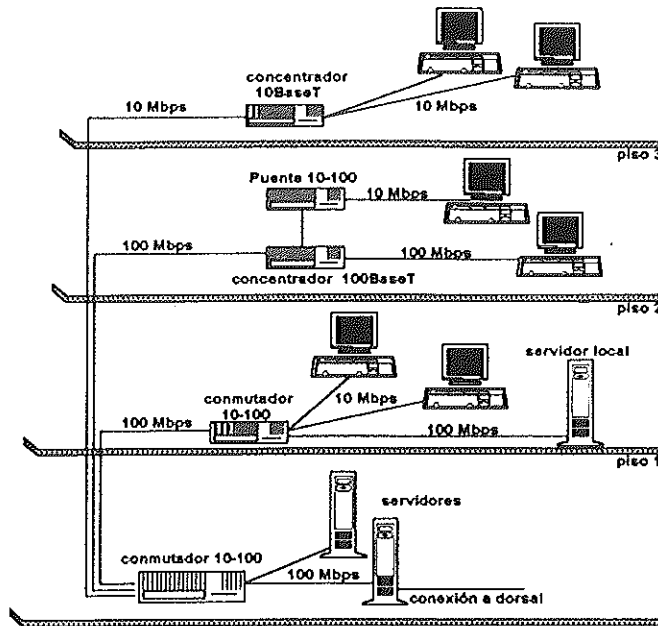 concentrador
10BaseT
10 Mbps
10 Mbps
piso 3
Puente 10-100
10 Mbps
100 Mbps
100 Mbps
concentrador 100BaseT
piso 2
servidor local
conmutador
10-100
10 Mbps
100 Mbps
100 Mbps
piso 1
servidores
conmutador 10-100
100 Mbps
conexión a dorsal